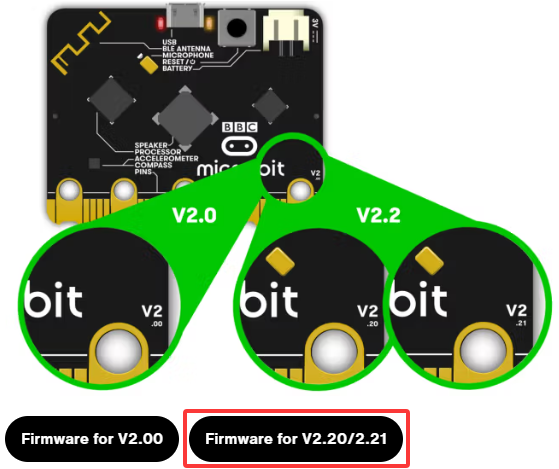 USB
BLE ANTENNA
MICROPHONE
RESET/⏻
BATTERY
3V
SPEAKER
PROCESSOR
ACCELEROMETER
COMPASS
PINS
BBC
bit
V2
V2.0
V2.2
bit
V2
.00
bit
V2
.20
bit
V2
.21
Firmware for V2.00
Firmware for V2.20/2.21